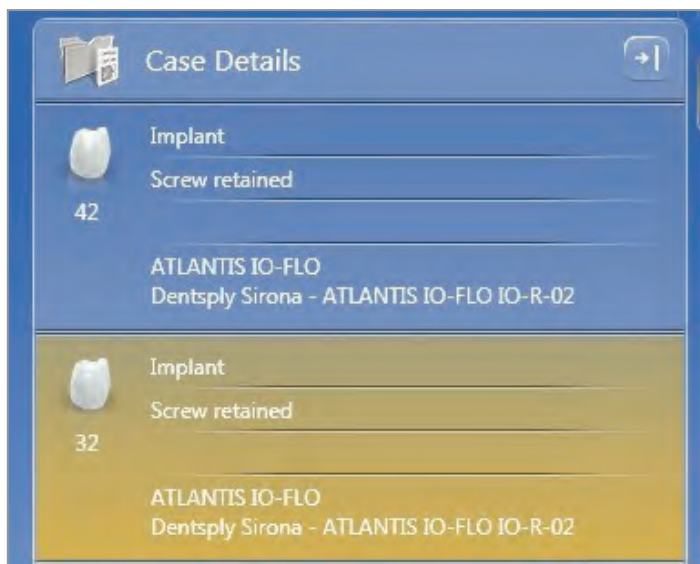 Case Details
Implant
Screw retained
42
ATLANTIS IO-FLO
Dentsply Sirona - ATLANTIS IO-FLO IO-R-02
Implant
Screw retained
32
ATLANTIS IO-FLO
Dentsply Sirona - ATLANTIS IO-FLO IO-R-02